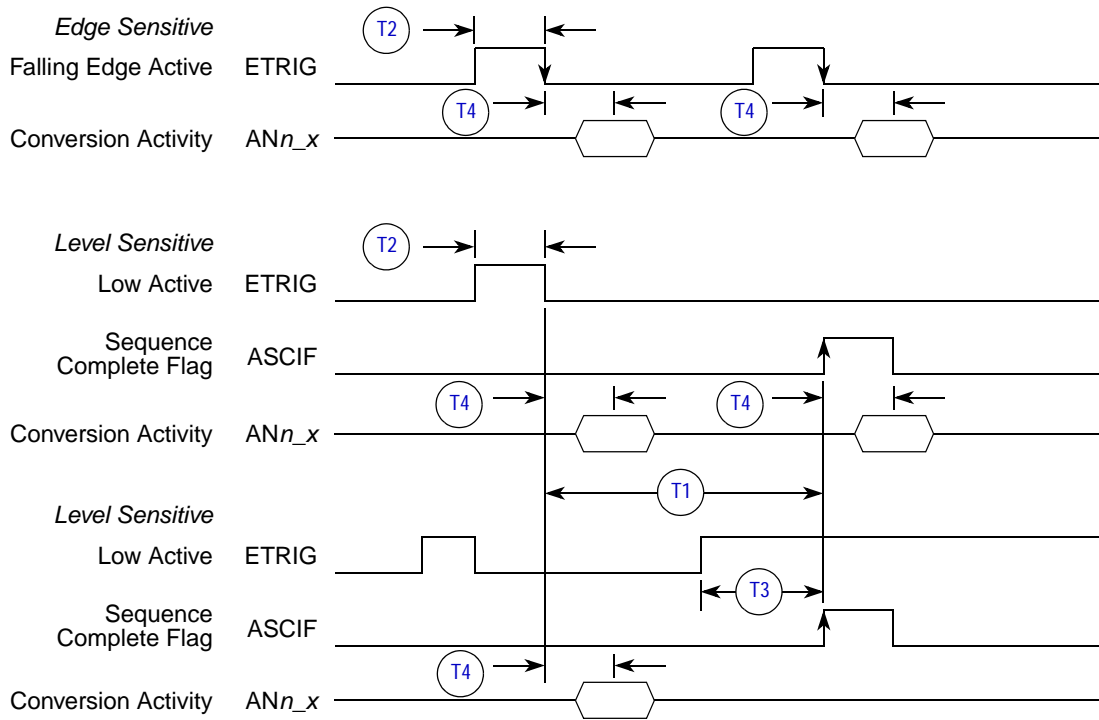 Edge Sensitive
T2
Falling Edge Active ETRIG
T4 T4
Conversion Activity ANn_x
Level Sensitive
T2
Low Active ETRIG
Sequence
Complete Flag ASCIF
T4 T4
Conversion Activity ANn_x
T1
Level Sensitive
Low Active ETRIG
T3
Sequence
Complete Flag ASCIF
T4
Conversion Activity ANn_x